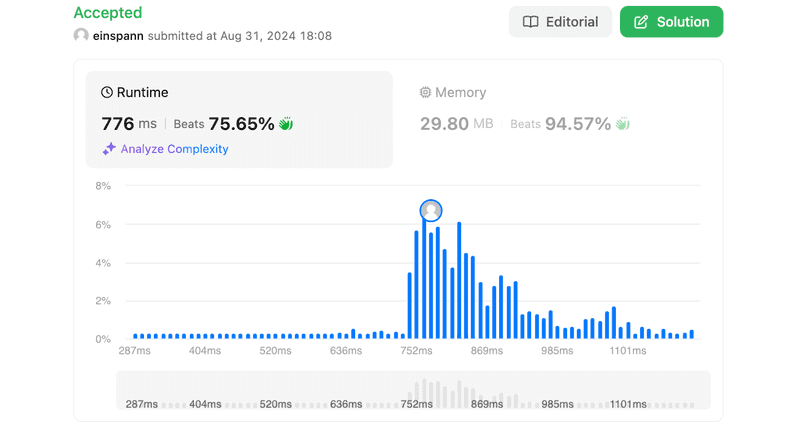 Accepted
Editorial
Solution
einspann submitted at Aug 31, 2024 18:08
Runtime
Memory
776 ms | Beats 75.65%
29.80 MB | Beats 94.57%
Analyze Complexity
8%
6%
4%
2%
0%
287ms 404ms 520ms 636ms 752ms 869ms 985ms 1101ms
287ms 404ms 520ms 636ms 752ms 869ms 985ms 1101ms